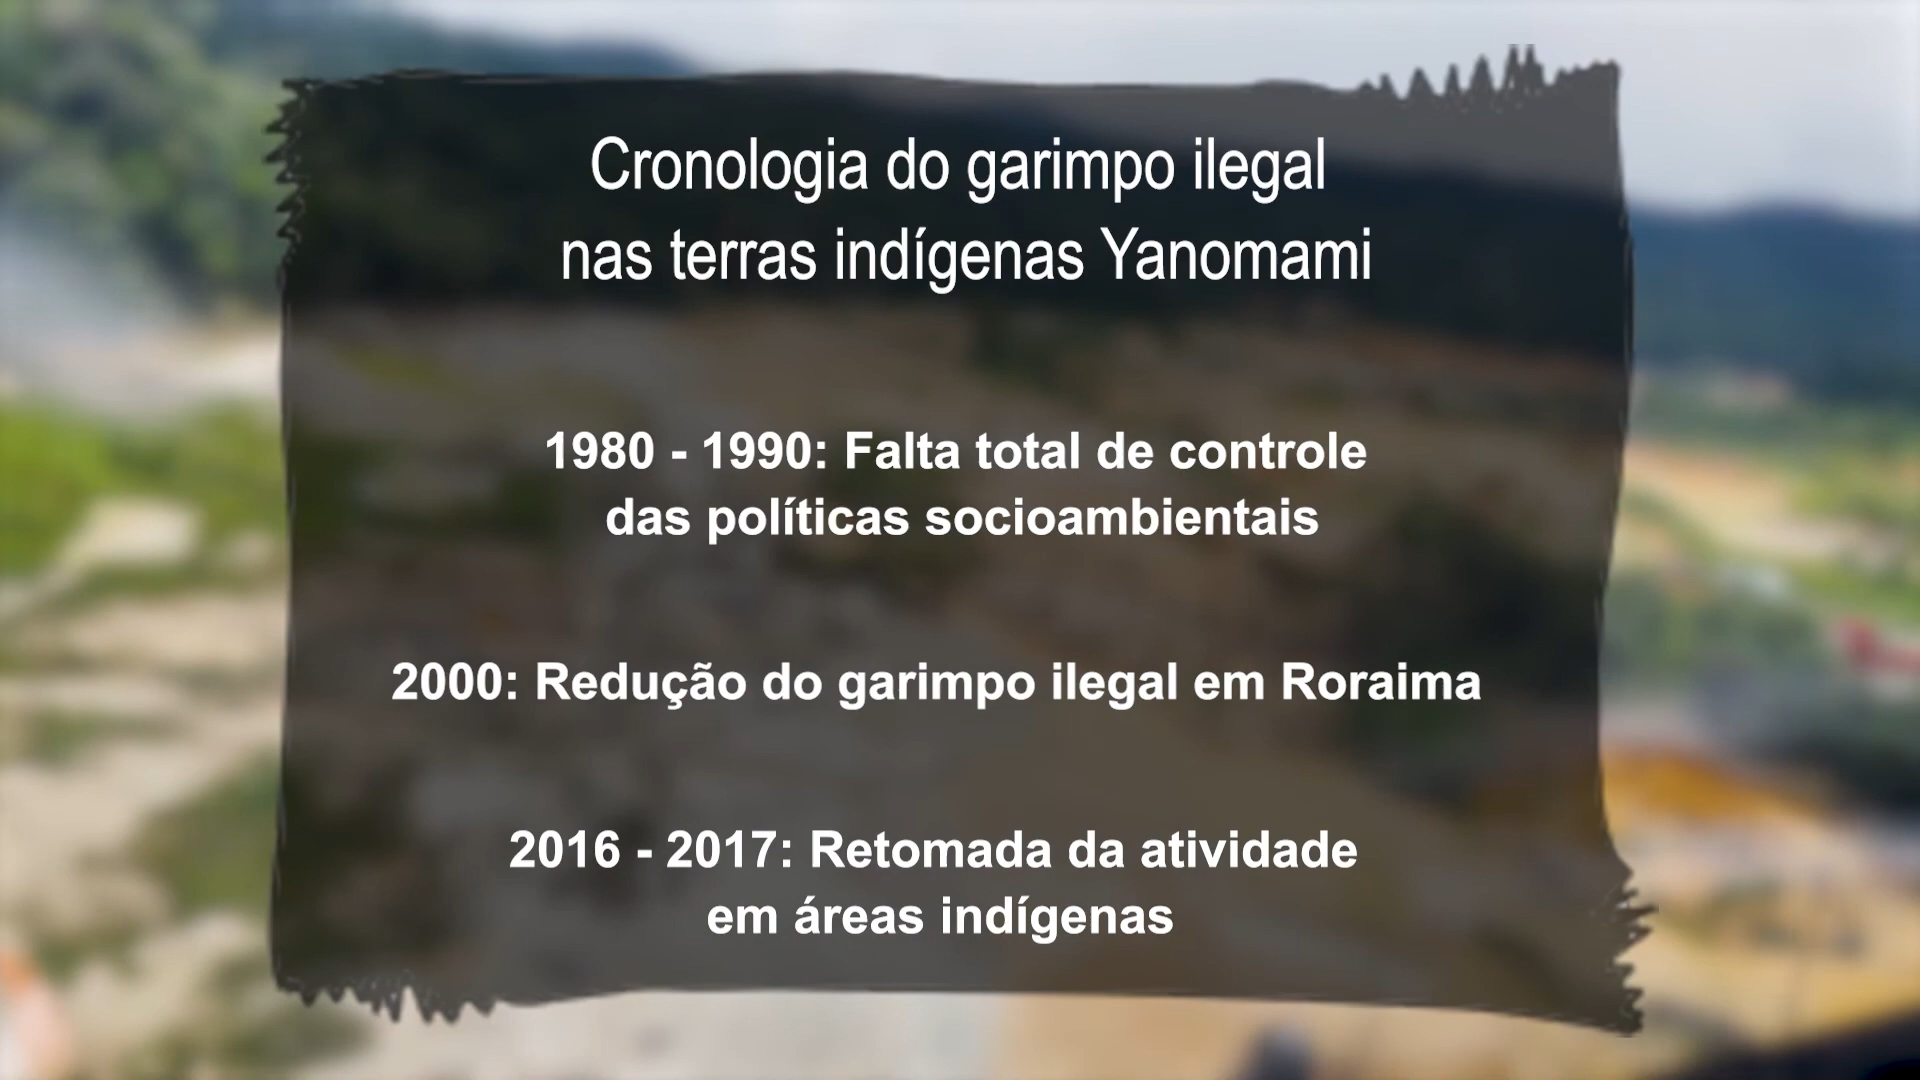 Cronologia do garimpo ilegal
nas terras indígenas Yanomami
1980 - 1990: Falta total de controle
das políticas socioambientais
2000: Redução do garimpo ilegal em Roraima
2016 - 2017: Retomada da atividade
em áreas indígenas